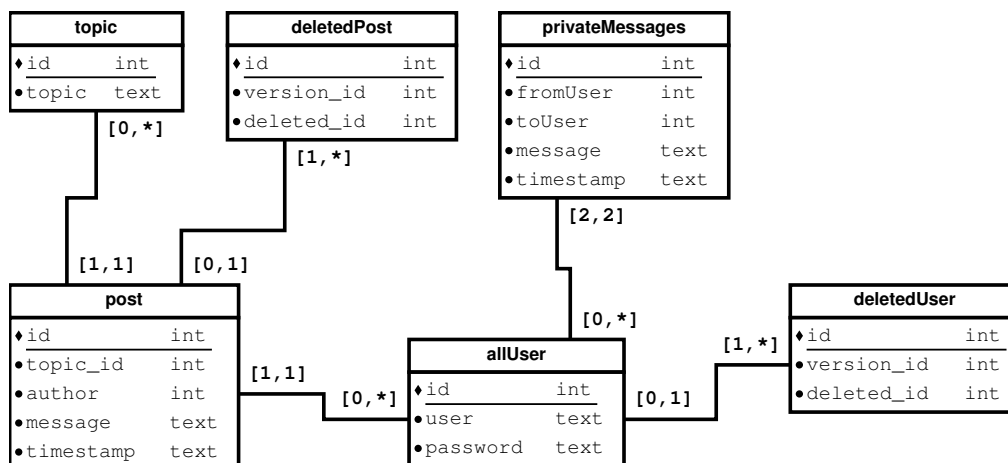 topic
id int
topic text
[0,*]
deletedPost
id int
version_id int
deleted_id int
[1,*]
privateMessages
id int
fromUser int
toUser int
message text
timestamp text
[2,2]
[1,1]
[0,1]
post
id int
topic_id int
author int
message text
timestamp text
[1,1]
[0,*]
[0,*]
allUser
id int
user text
password text
[0,1]
[1,*]
deletedUser
id int
version_id int
deleted_id int